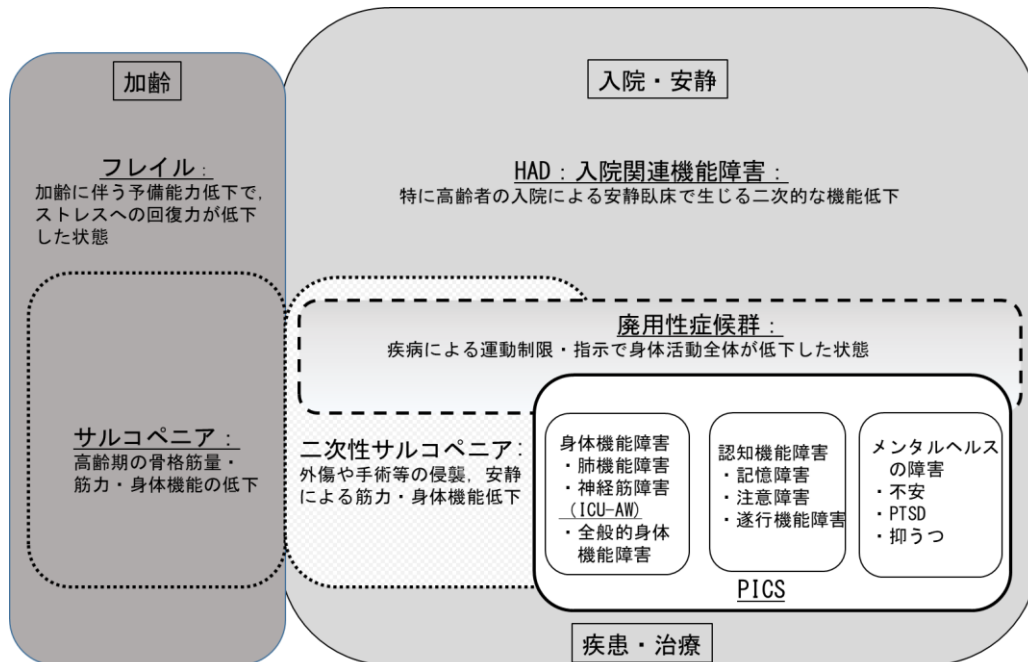 加齢
フレイル：
加齢に伴う予備能力低下で，
ストレスへの回復力が低下
した状態
サルコペニア：
高齢期の骨格筋量・
筋力・身体機能の低下
入院・安静
HAD：入院関連機能障害：
特に高齢者の入院による安静臥床で生じる二次的な機能低下
廃用性症候群：
疾病による運動制限・指示で身体活動全体が低下した状態
二次性サルコペニア：
外傷や手術等の侵襲，安静
による筋力・身体機能低下
身体機能障害
・肺機能障害
・神経筋障害
（ICU-AW)
・全般的身体
機能障害
認知機能障害
・記憶障害
・注意障害
・遂行機能障害
メンタルヘルス
の障害
・不安
・PTSD
・抑うつ
PICS
疾患・治療